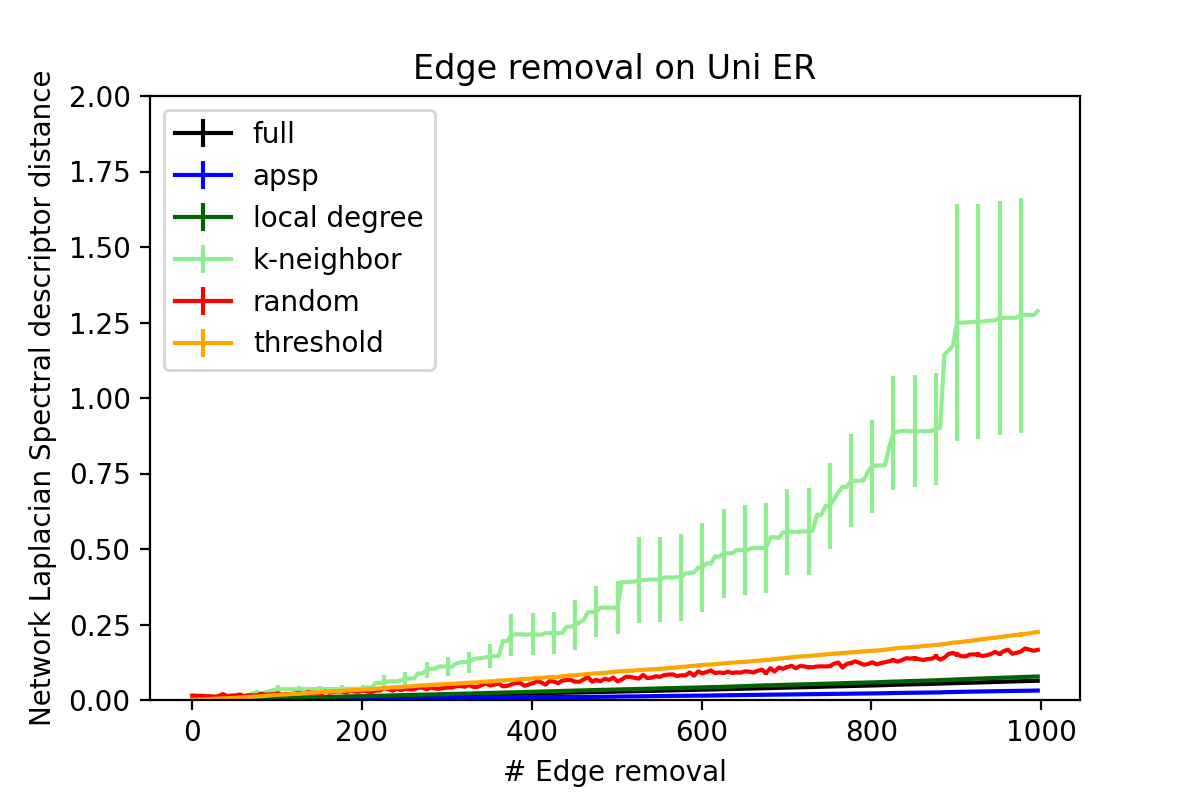 Edge removal on Uni ER
Network Laplacian Spectral descriptor distance
2.00
1.75
1.50
1.25
1.00
0.75
0.50
0.25
0.00
full
apsp
local degree
k-neighbor
random
threshold
0
200
400
600
800
1000
# Edge removal